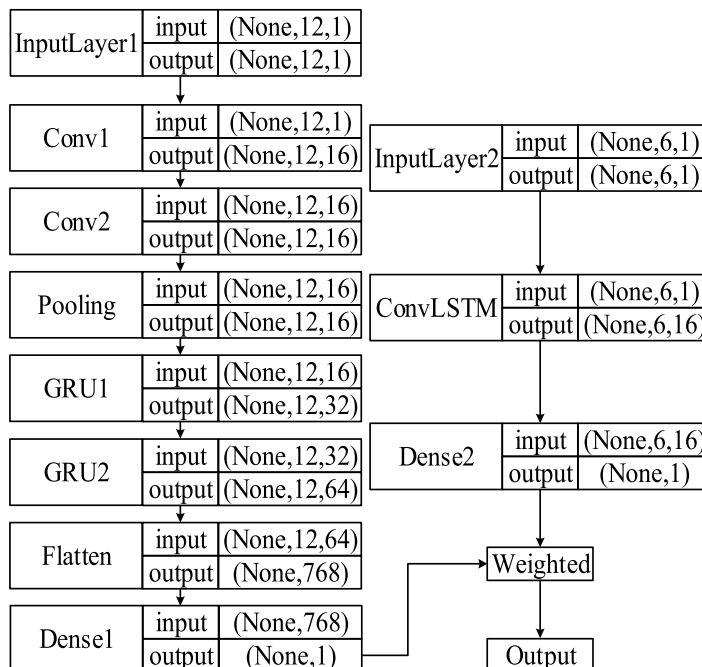 InputLayer1 input (None,12,1)
output (None,12,1)
Conv1 input (None,12,1)
output (None,12,16)
Conv2 input (None,12,16)
output (None,12,16)
Pooling input (None,12,16)
output (None,12,16)
GRU1 input (None,12,16)
output (None,12,32)
GRU2 input (None,12,32)
output (None,12,64)
Flatten input (None,12,64)
output (None,768)
Dense1 input (None,768)
output (None,1)
InputLayer2 input (None,6,1)
output (None,6,1)
ConvLSTM input (None,6,1)
output (None,6,16)
Dense2 input (None,6,16)
output (None,1)
Weighted
Output